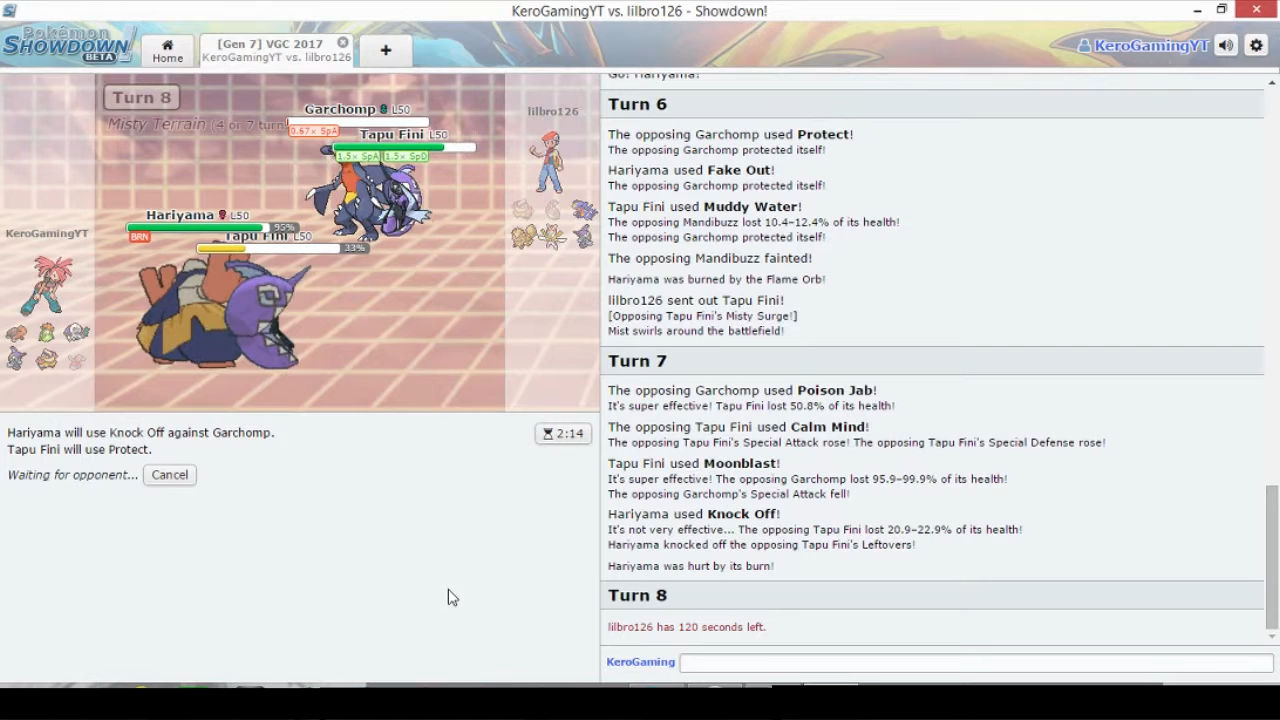 KeroGamingYT vs. lilbro126 - Showdown!
Pokémon
SHOWDOWN!
BETA
Home
[Gen 7] VGC 2017
KeroGamingYT vs. lilbro126
+
KeroGamingYT
Turn 8
Misty Terrain (4 or 7 turn
Garchomp L50
0.67× SpA
Tapu Fini L50
1.5× SpA 1.5× SpD
Hariyama L50
95%
BRN
Tapu Fini L50
33%
KeroGamingYT
lilbro126
Hariyama will use Knock Off against Garchomp.
Tapu Fini will use Protect.
Waiting for opponent... Cancel
2:14
Go! Hariyama!
Turn 6
The opposing Garchomp used Protect!
The opposing Garchomp protected itself!
Hariyama used Fake Out!
The opposing Garchomp protected itself!
Tapu Fini used Muddy Water!
The opposing Mandibuzz lost 10.4–12.4% of its health!
The opposing Garchomp protected itself!
The opposing Mandibuzz fainted!
Hariyama was burned by the Flame Orb!
lilbro126 sent out Tapu Fini!
[Opposing Tapu Fini's Misty Surge!]
Mist swirls around the battlefield!
Turn 7
The opposing Garchomp used Poison Jab!
It's super effective! Tapu Fini lost 50.8% of its health!
The opposing Tapu Fini used Calm Mind!
The opposing Tapu Fini's Special Attack rose! The opposing Tapu Fini's Special Defense rose!
Tapu Fini used Moonblast!
It's super effective! The opposing Garchomp lost 95.9–99.9% of its health!
The opposing Garchomp's Special Attack fell!
Hariyama used Knock Off!
It's not very effective... The opposing Tapu Fini lost 20.9–22.9% of its health!
Hariyama knocked off the opposing Tapu Fini's Leftovers!
Hariyama was hurt by its burn!
Turn 8
lilbro126 has 120 seconds left.
KeroGaming